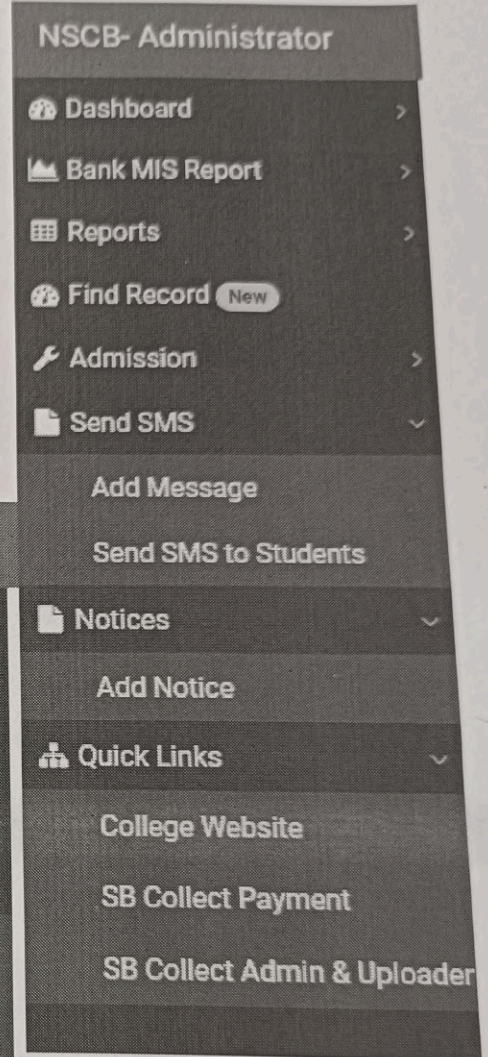 NSCB- Administrator
Dashboard
Bank MIS Report
Reports
Find Record New
Admission
Send SMS
Add Message
Send SMS to Students
Notices
Add Notice
Quick Links
College Website
SB Collect Payment
SB Collect Admin & Uploader